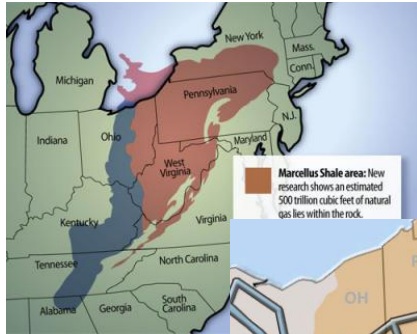 New York
Mass.
Conn.
Michigan
Pennsylvania
N.J.
Ohio
Indiana
Maryland
West
Virginia
Marcellus Shale area: New
research shows an estimated
500 trillion cubic feet of natural
gas lies within the rock.
Kentucky
Virginia
Tennessee
North Carolina
South
Carolina
Alabama
Georgia
OH